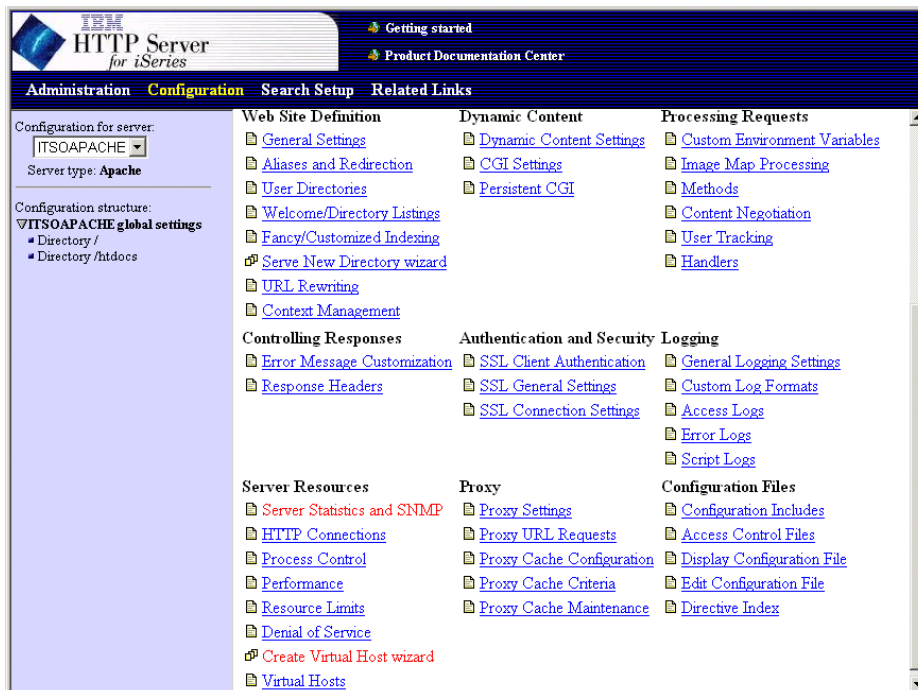 IBM
HTTP Server
for iSeries
Getting started
Product Documentation Center
Administration Configuration Search Setup Related Links
Configuration for server:
ITSOAPACHE
Server type: Apache
Configuration structure:
ITSOAPACHE global settings
Directory /
Directory /htdocs
Web Site Definition
General Settings
Aliases and Redirection
User Directories
Welcome/Directory Listings
Fancy/Customized Indexing
Serve New Directory wizard
URL Rewriting
Context Management
Dynamic Content
Dynamic Content Settings
CGI Settings
Persistent CGI
Processing Requests
Custom Environment Variables
Image Map Processing
Methods
Content Negotiation
User Tracking
Handlers
Controlling Responses
Error Message Customization
Response Headers
Authentication and Security
SSL Client Authentication
SSL General Settings
SSL Connection Settings
Logging
General Logging Settings
Custom Log Formats
Access Logs
Error Logs
Script Logs
Server Resources
Server Statistics and SNMP
HTTP Connections
Process Control
Performance
Resource Limits
Denial of Service
Create Virtual Host wizard
Virtual Hosts
Proxy
Proxy Settings
Proxy URL Requests
Proxy Cache Configuration
Proxy Cache Criteria
Proxy Cache Maintenance
Configuration Files
Configuration Includes
Access Control Files
Display Configuration File
Edit Configuration File
Directive Index